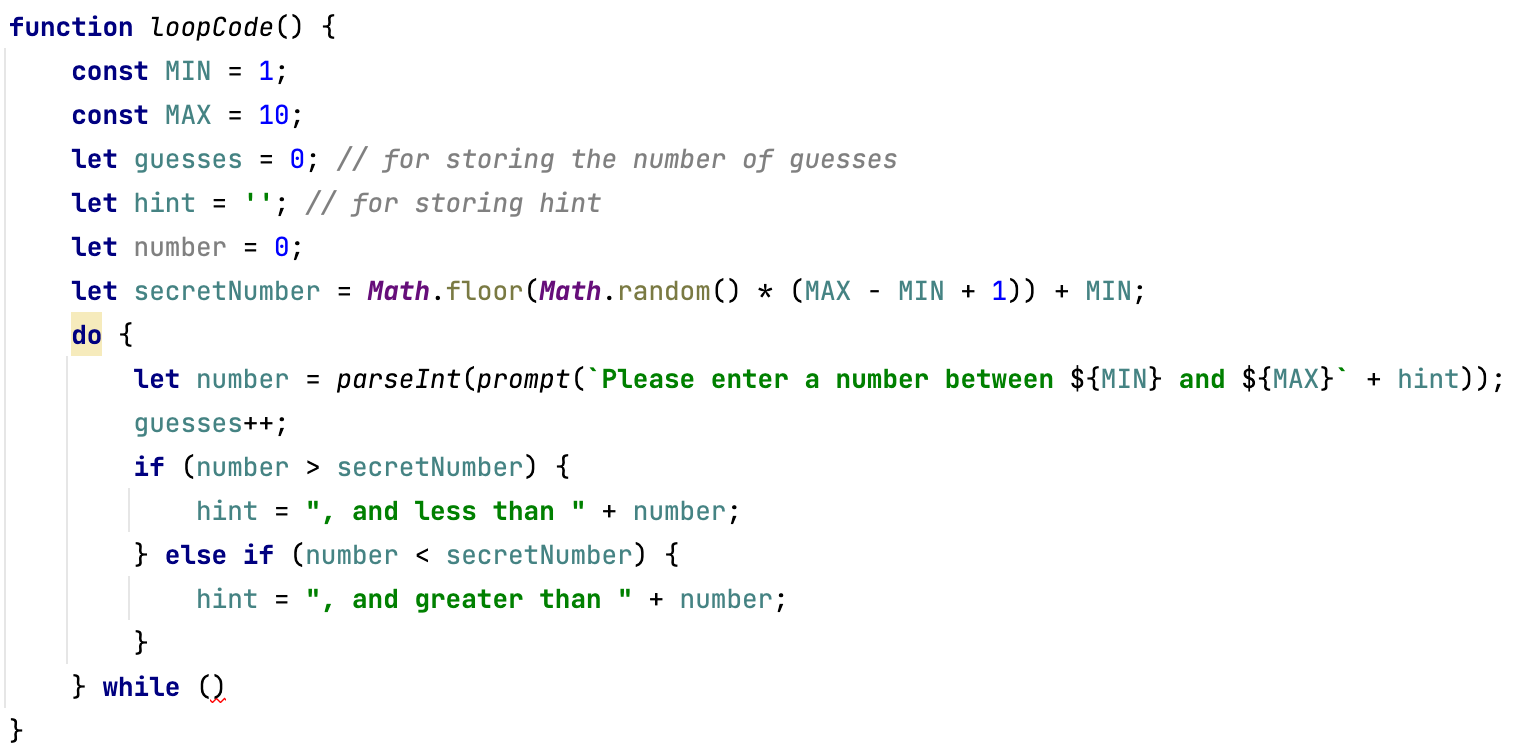 function loopCode() {
    const MIN = 1;
    const MAX = 10;
    let guesses = 0; // for storing the number of guesses
    let hint = ''; // for storing hint
    let number = 0;
    let secretNumber = Math.floor(Math.random() * (MAX - MIN + 1)) + MIN;
    do {
        let number = parseInt(prompt(`Please enter a number between ${MIN} and ${MAX}` + hint));
        guesses++;
        if (number > secretNumber) {
            hint = ", and less than " + number;
        } else if (number < secretNumber) {
            hint = ", and greater than " + number;
        }
    } while ()
}